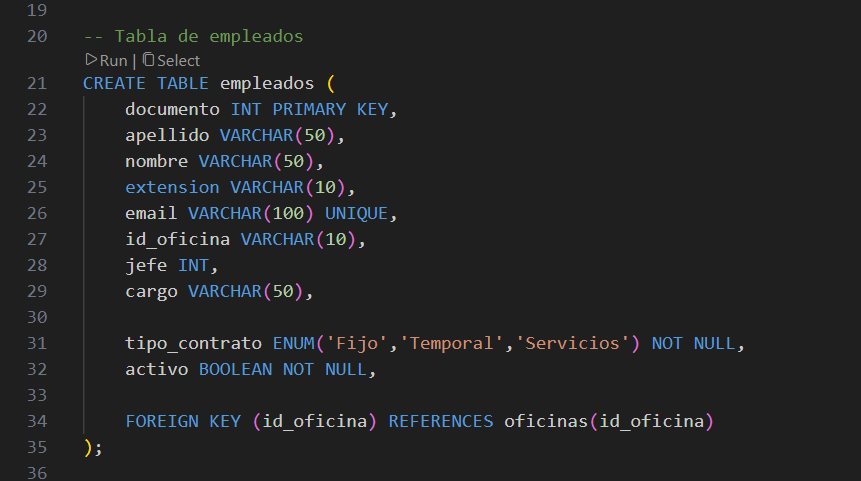 19
20 -- Tabla de empleados
Run | Select
21 CREATE TABLE empleados (
22 documento INT PRIMARY KEY,
23 apellido VARCHAR(50),
24 nombre VARCHAR(50),
25 extension VARCHAR(10),
26 email VARCHAR(100) UNIQUE,
27 id_oficina VARCHAR(10),
28 jefe INT,
29 cargo VARCHAR(50),
30
31 tipo_contrato ENUM('Fijo','Temporal','Servicios') NOT NULL,
32 activo BOOLEAN NOT NULL,
33
34 FOREIGN KEY (id_oficina) REFERENCES oficinas(id_oficina)
35 );
36